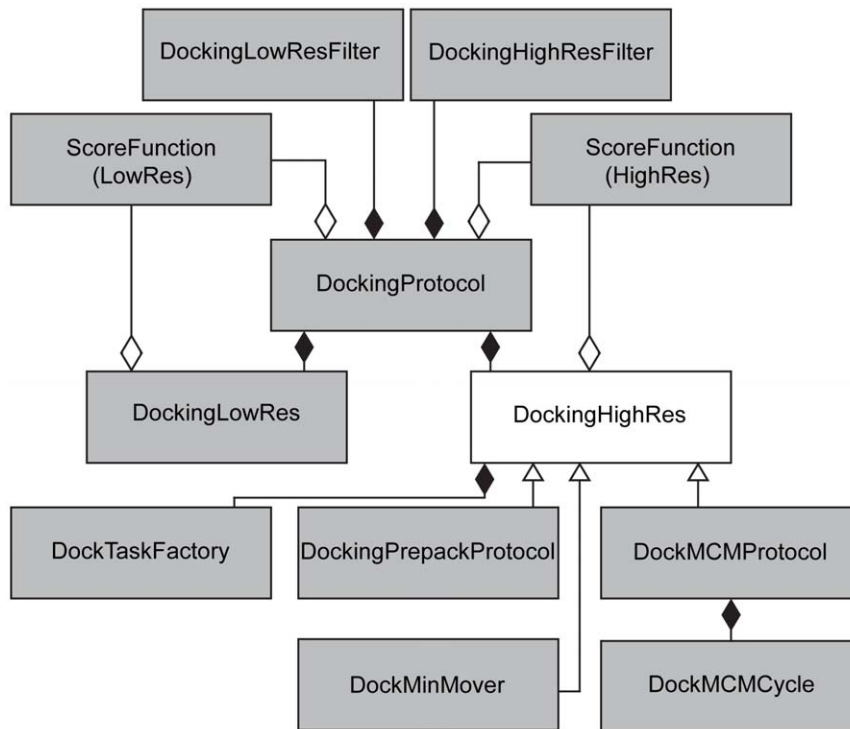 DockingLowResFilter
DockingHighResFilter
ScoreFunction
(LowRes)
ScoreFunction
(HighRes)
DockingProtocol
DockingLowRes
DockingHighRes
DockTaskFactory
DockingPrepackProtocol
DockMCMProtocol
DockMinMover
DockMCMCycle